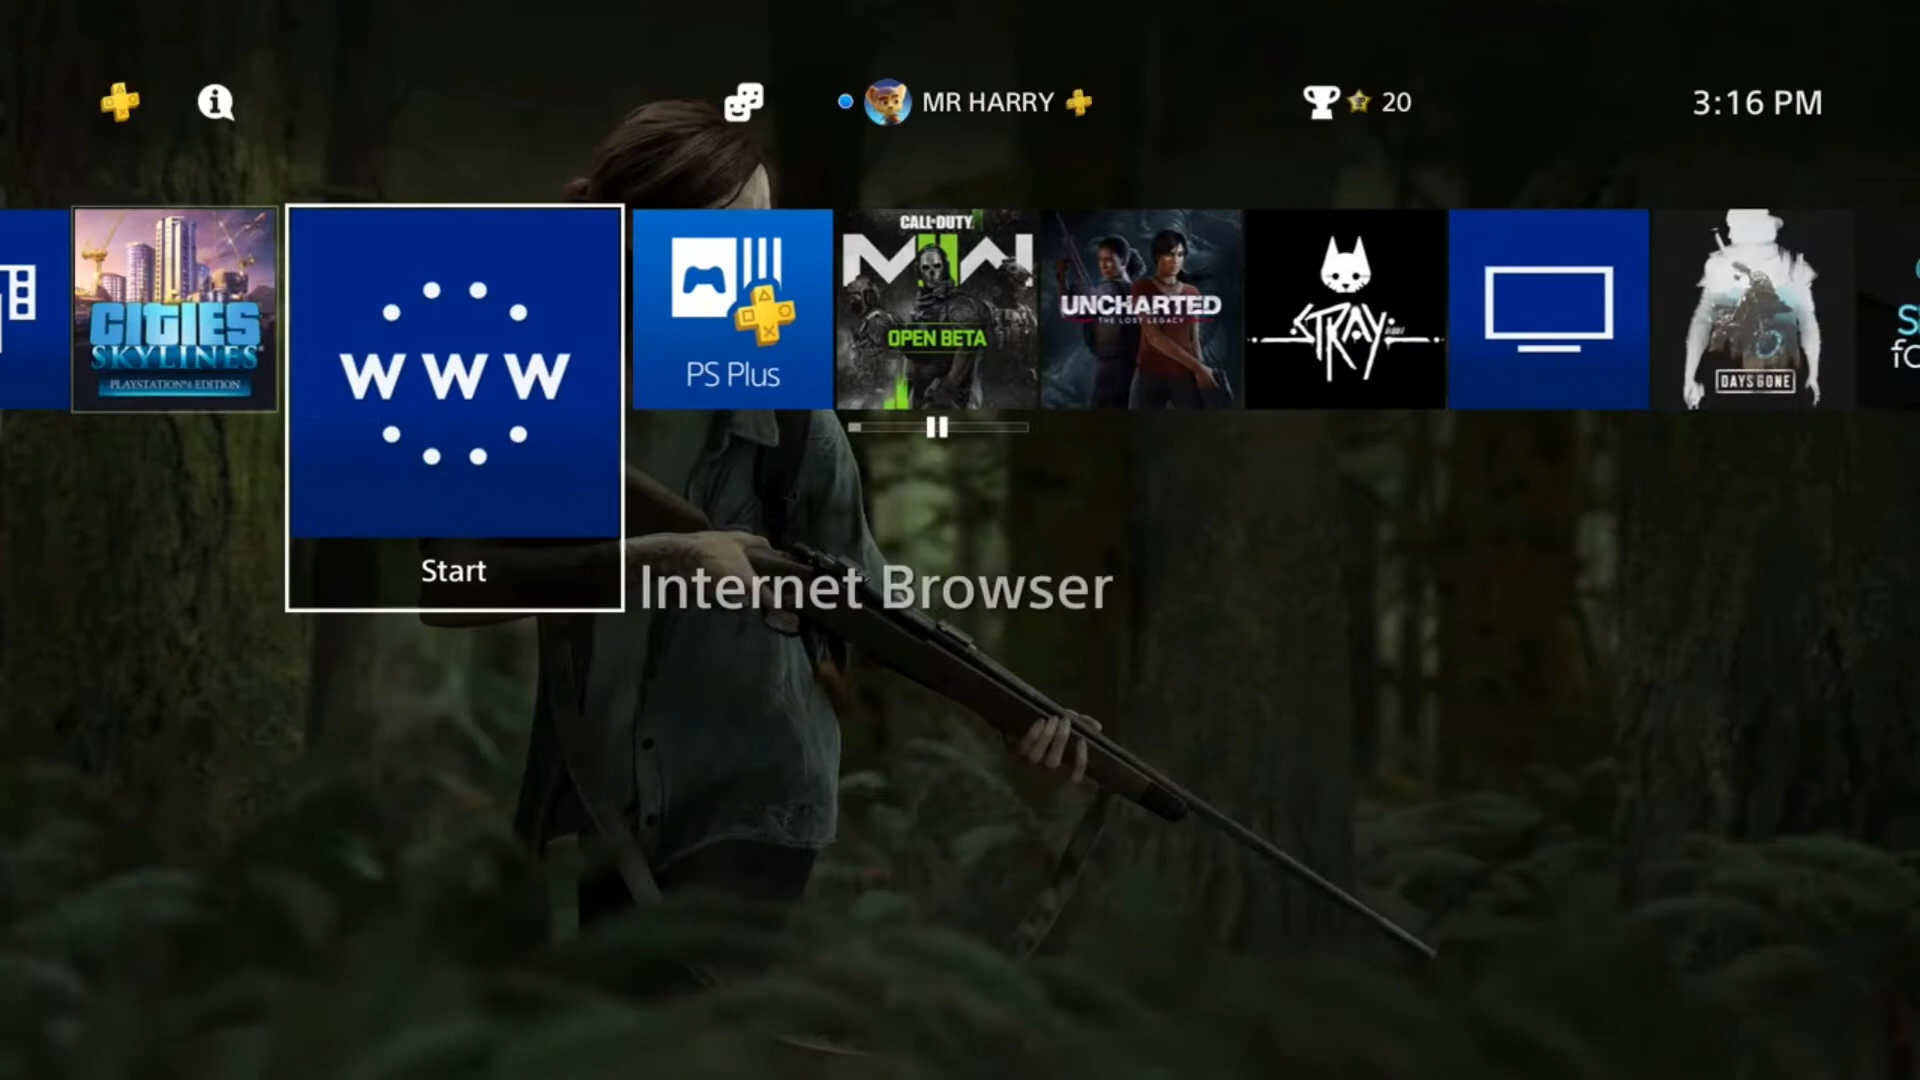 MR HARRY
20
3:16 PM
CITIES
SKYLINES
PLAYSTATION®4 EDITION
WWW
Start
Internet Browser
PS Plus
CALL OF DUTY
MWII
OPEN BETA
UNCHARTED
THE LOST LEGACY
STRAY
DAYS GONE